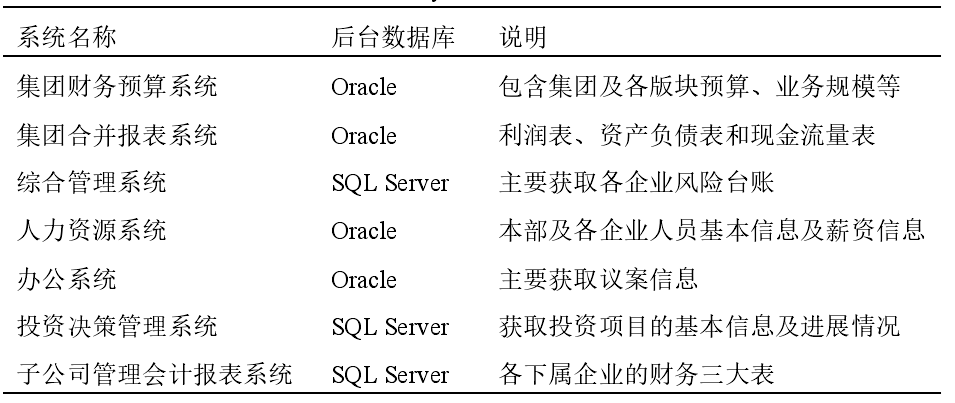 系统名称 后台数据库 说明
集团财务预算系统 Oracle 包含集团及各版块预算、业务规模等
集团合并报表系统 Oracle 利润表、资产负债表和现金流量表
综合管理系统 SQL Server 主要获取各企业风险台账
人力资源系统 Oracle 本部及各企业人员基本信息及薪资信息
办公系统 Oracle 主要获取议案信息
投资决策管理系统 SQL Server 获取投资项目的基本信息及进展情况
子公司管理会计报表系统 SQL Server 各下属企业的财务三大表